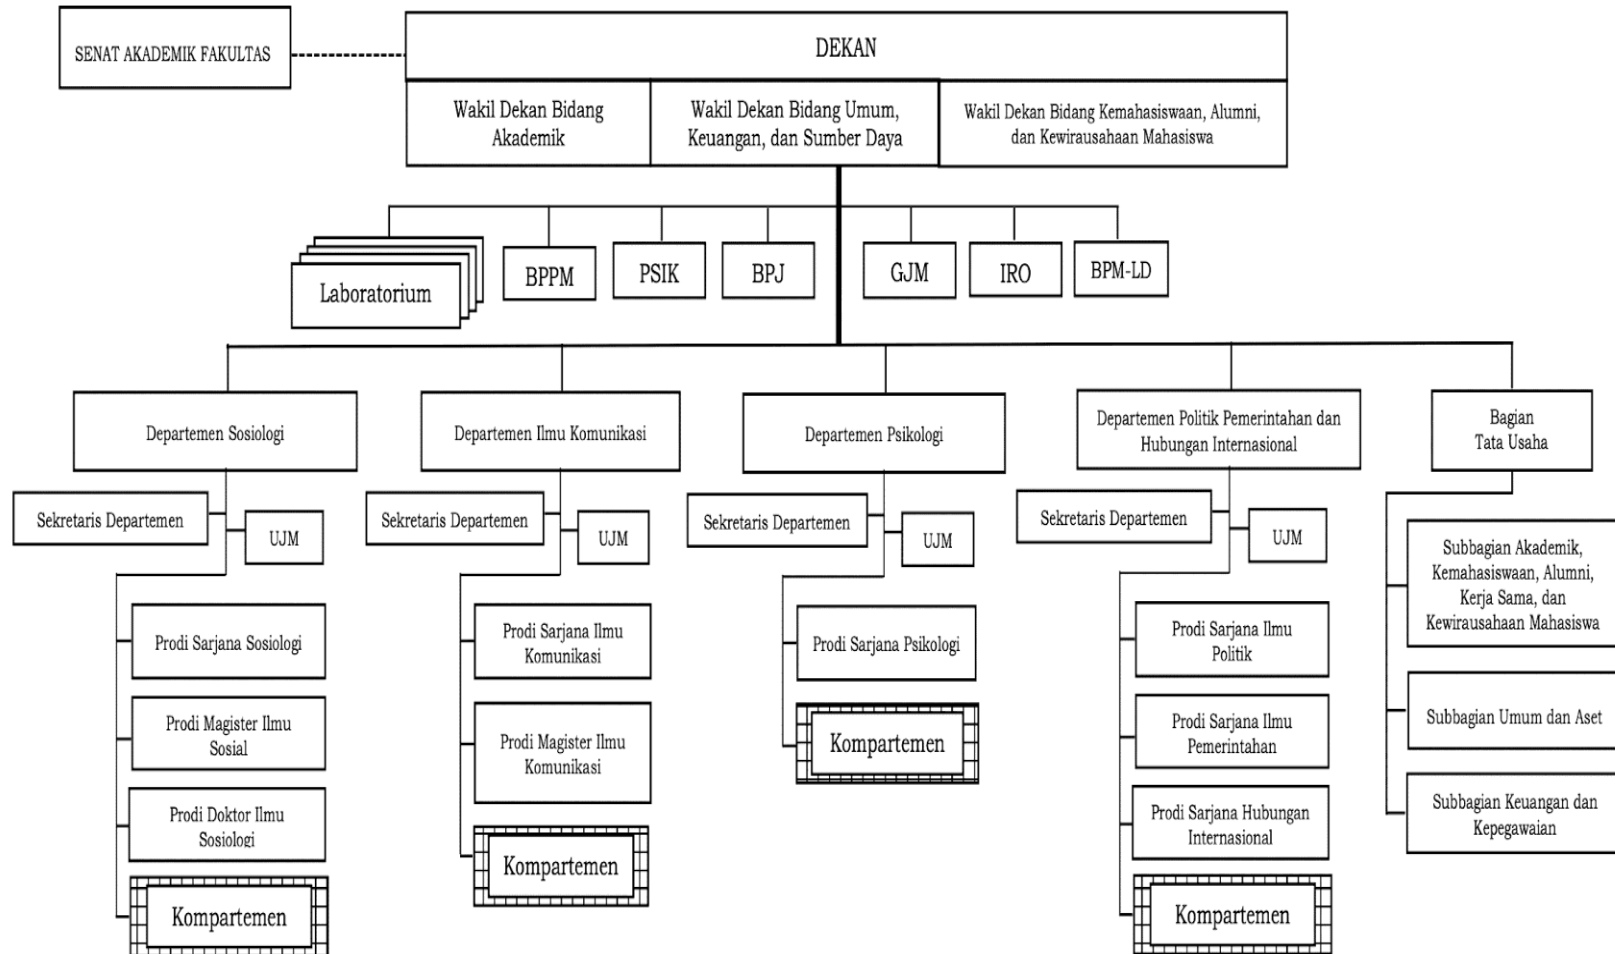 SENAT AKADEMIK FAKULTAS
DEKAN
Wakil Dekan Bidang
Akademik
Wakil Dekan Bidang Umum,
Keuangan, dan Sumber Daya
Wakil Dekan Bidang Kemahasiswaan, Alumni,
dan Kewirausahaan Mahasiswa
Laboratorium
BPPM
PSIK
BPJ
GJM
IRO
BPM-LD
Departemen Sosiologi
Departemen Ilmu Komunikasi
Departemen Psikologi
Departemen Politik Pemerintahan dan
Hubungan Internasional
Bagian
Tata Usaha
Sekretaris Departemen
UJM
Prodi Sarjana Sosiologi
Prodi Magister Ilmu
Sosial
Prodi Doktor Ilmu
Sosiologi
Kompartemen
Sekretaris Departemen
UJM
Prodi Sarjana Ilmu
Komunikasi
Prodi Magister Ilmu
Komunikasi
Kompartemen
Sekretaris Departemen
UJM
Prodi Sarjana Psikologi
Kompartemen
Sekretaris Departemen
UJM
Prodi Sarjana Ilmu
Politik
Prodi Sarjana Ilmu
Pemerintahan
Prodi Sarjana Hubungan
Internasional
Kompartemen
Subbagian Akademik,
Kemahasiswaan, Alumni,
Kerja Sama, dan
Kewirausahaan Mahasiswa
Subbagian Umum dan Aset
Subbagian Keuangan dan
Kepegawaian